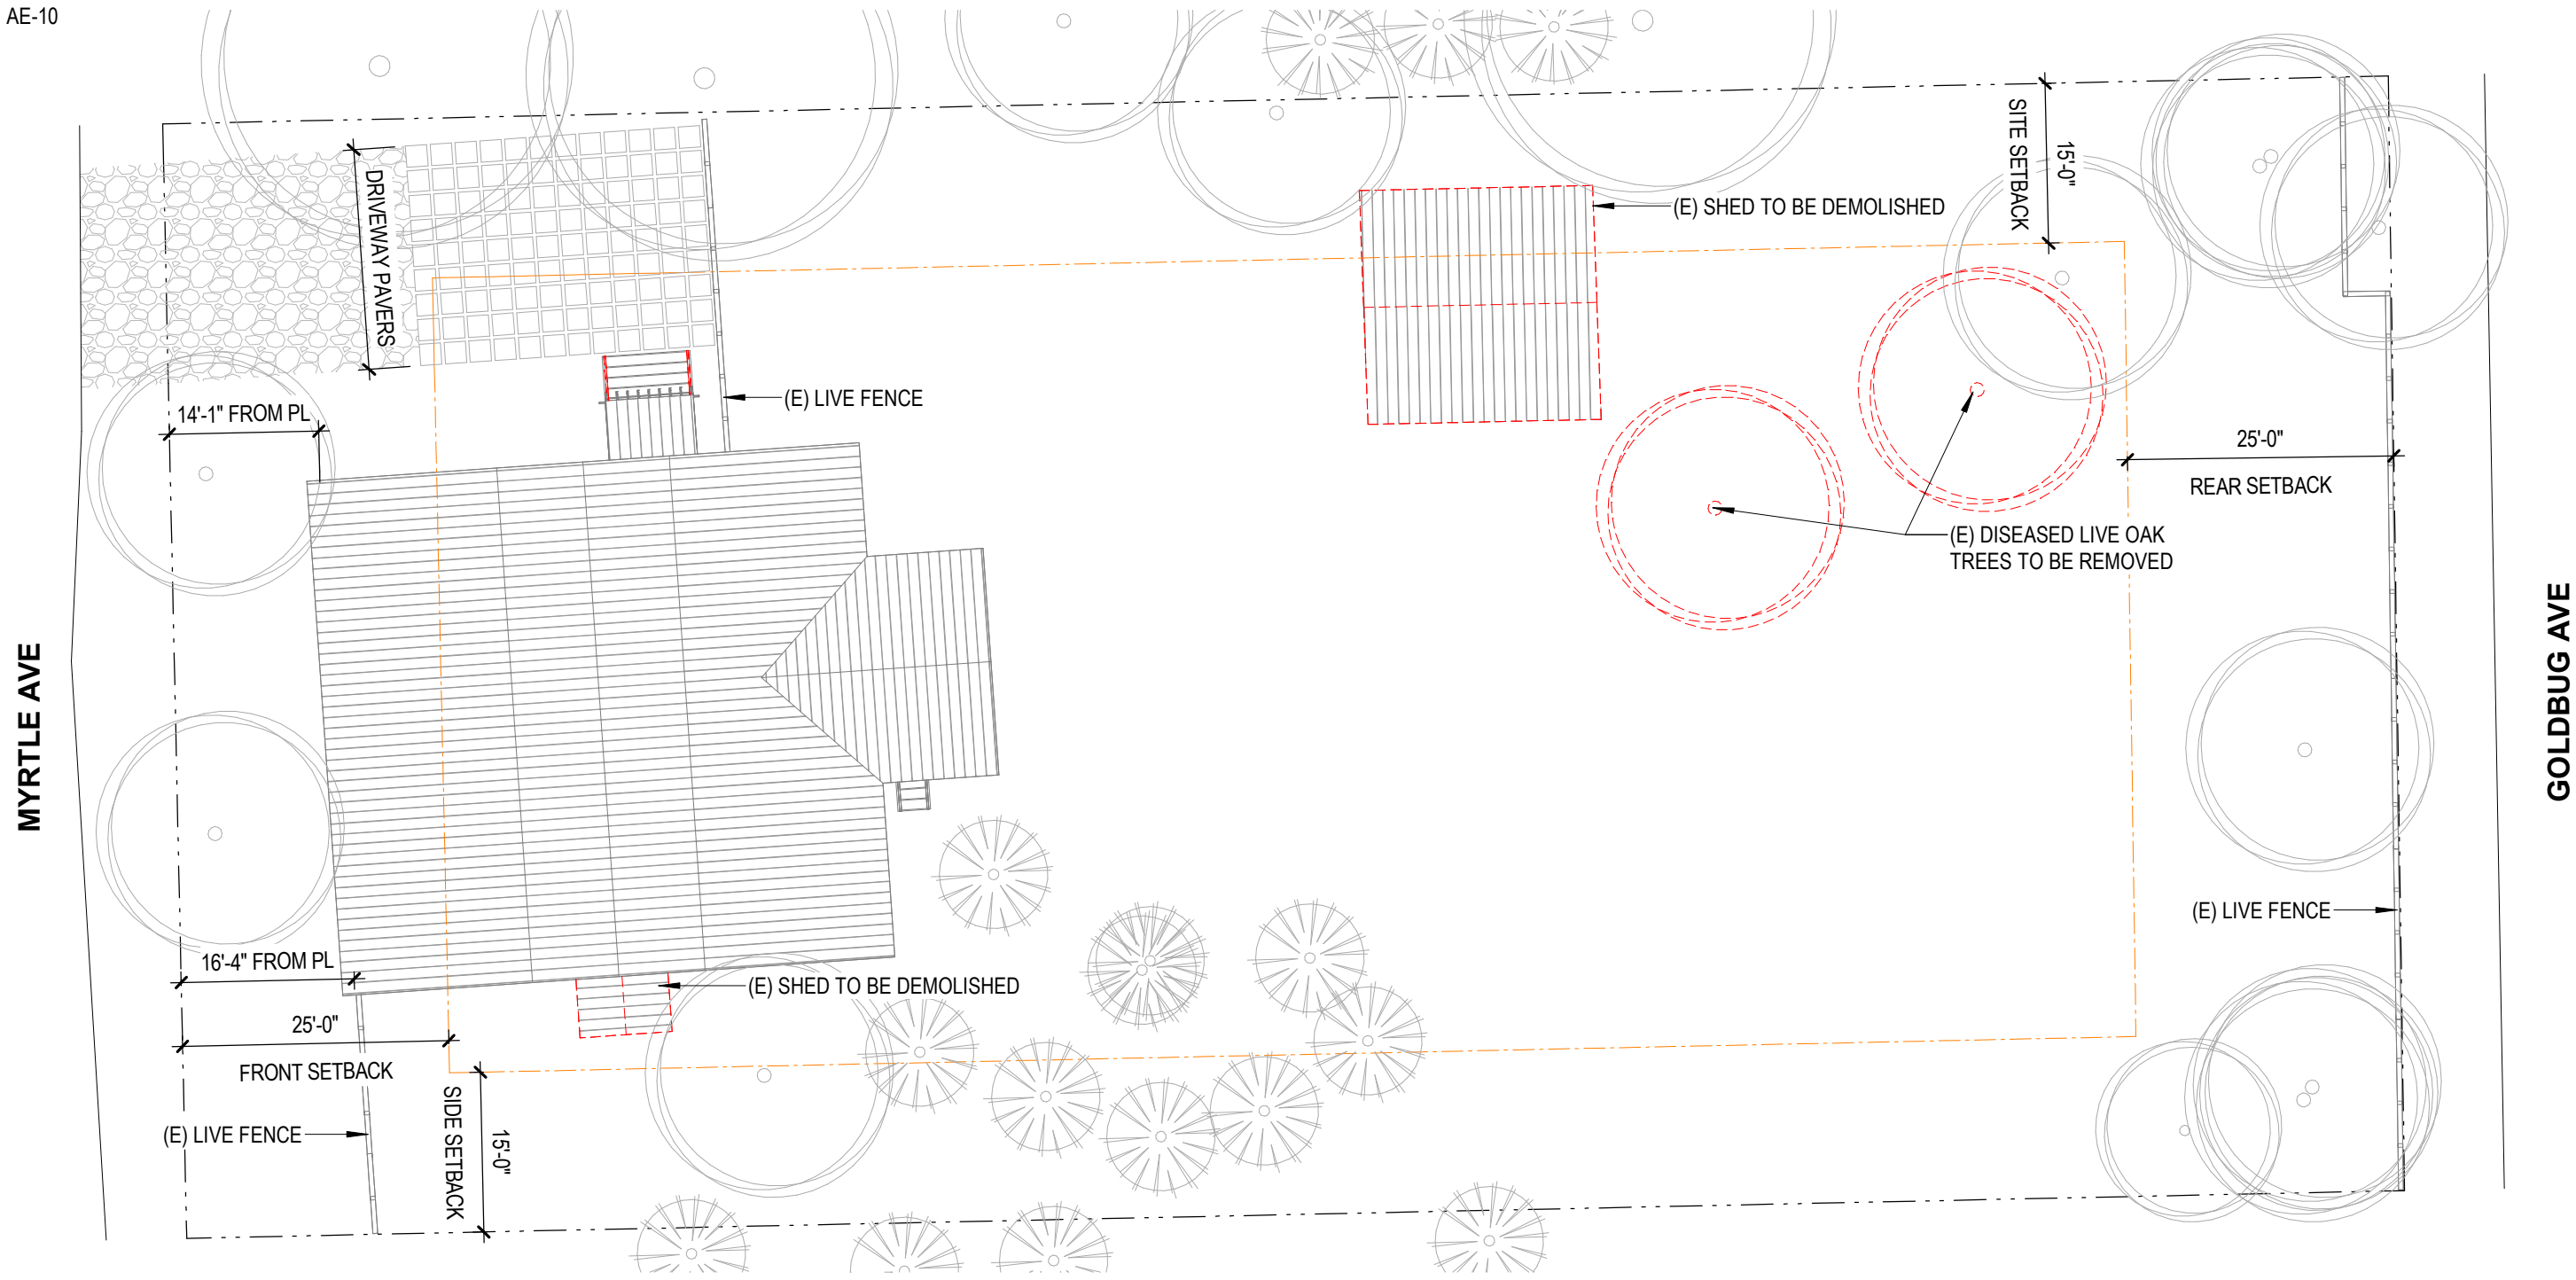 AE-10
SITE SETBACK
15'-0"
DRIVEWAY PAVERS
(E) SHED TO BE DEMOLISHED
(E) LIVE FENCE
14'-1" FROM PL
25'-0"
REAR SETBACK
(E) DISEASED LIVE OAK
TREES TO BE REMOVED
MYRTLE AVE
GOLDBUG AVE
(E) LIVE FENCE
16'-4" FROM PL
(E) SHED TO BE DEMOLISHED
25'-0"
FRONT SETBACK
SIDE SETBACK
15'-0"
(E) LIVE FENCE